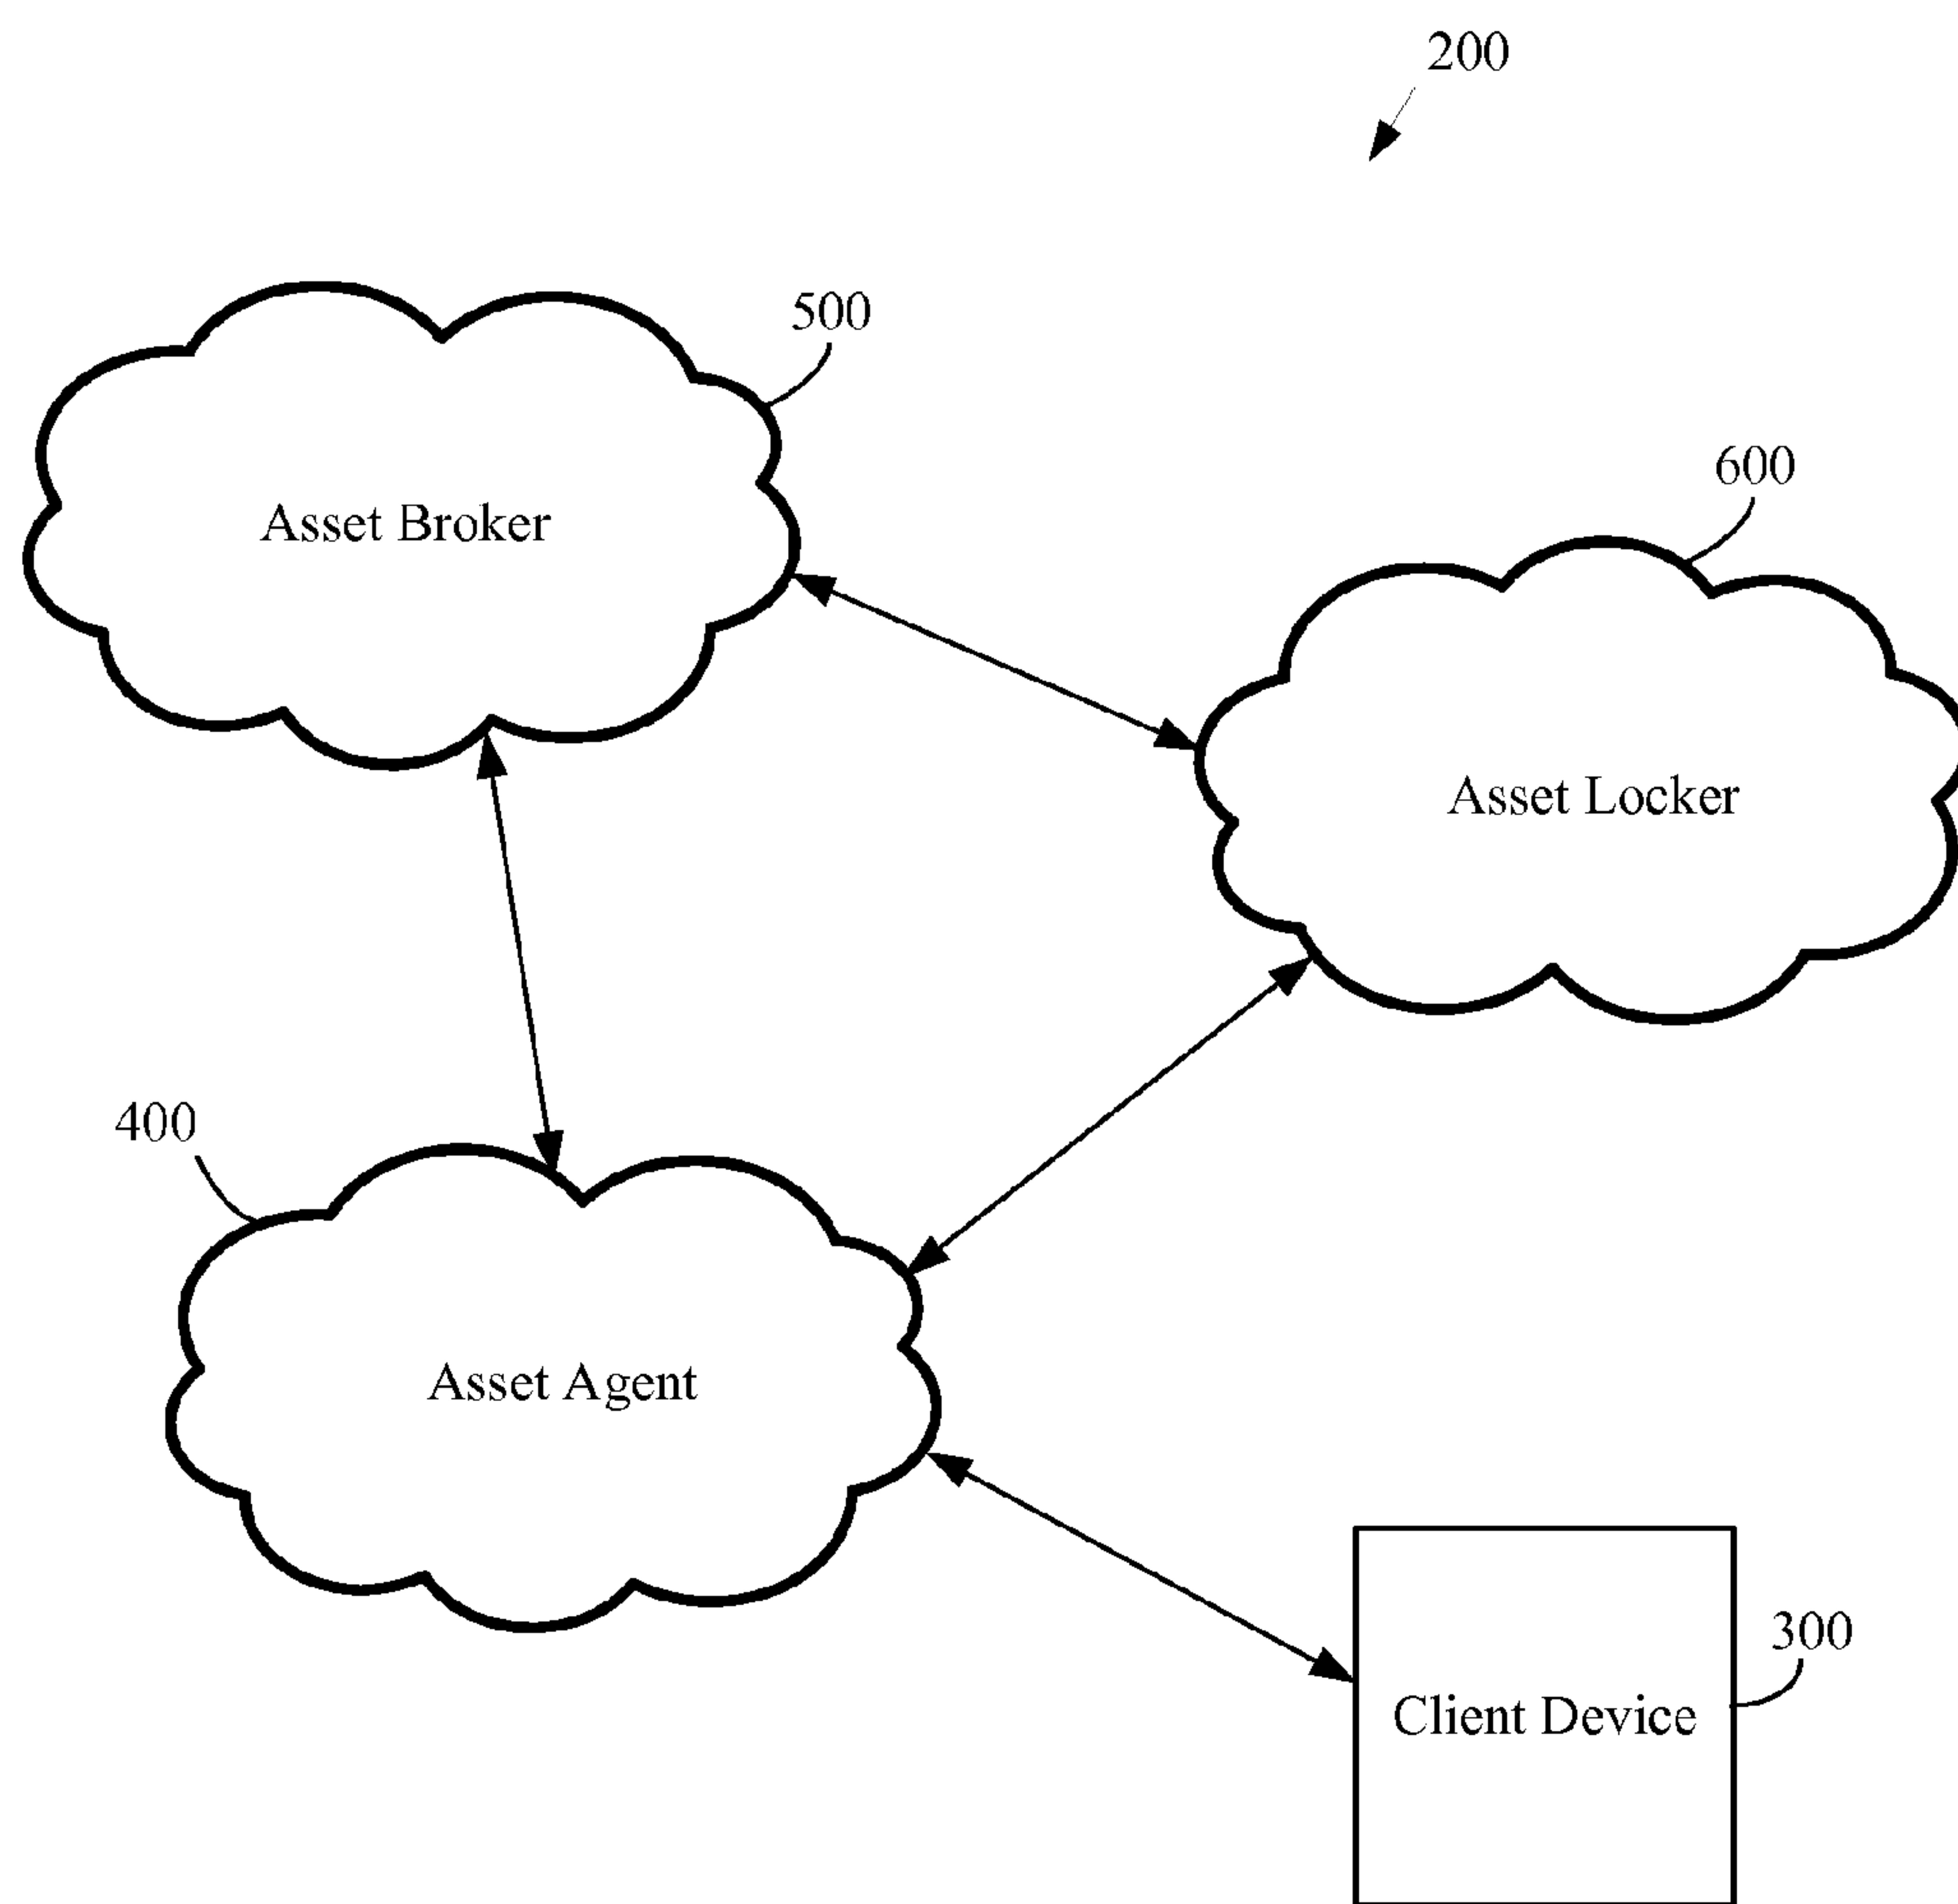 200
500
Asset Broker
600
Asset Locker
400
Asset Agent
300
Client Device